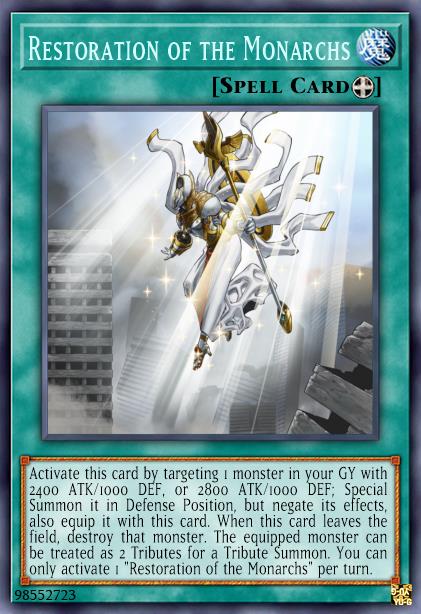 RESTORATION OF THE MONARCHS 魔
[SPELL CARD]
Activate this card by targeting 1 monster in your GY with
2400 ATK/1000 DEF, or 2800 ATK/1000 DEF; Special
Summon it in Defense Position, but negate its effects,
also equip it with this card. When this card leaves the
field, destroy that monster. The equipped monster can
be treated as 2 Tributes for a Tribute Summon. You can
only activate 1 "Restoration of the Monarchs" per turn.
98552723